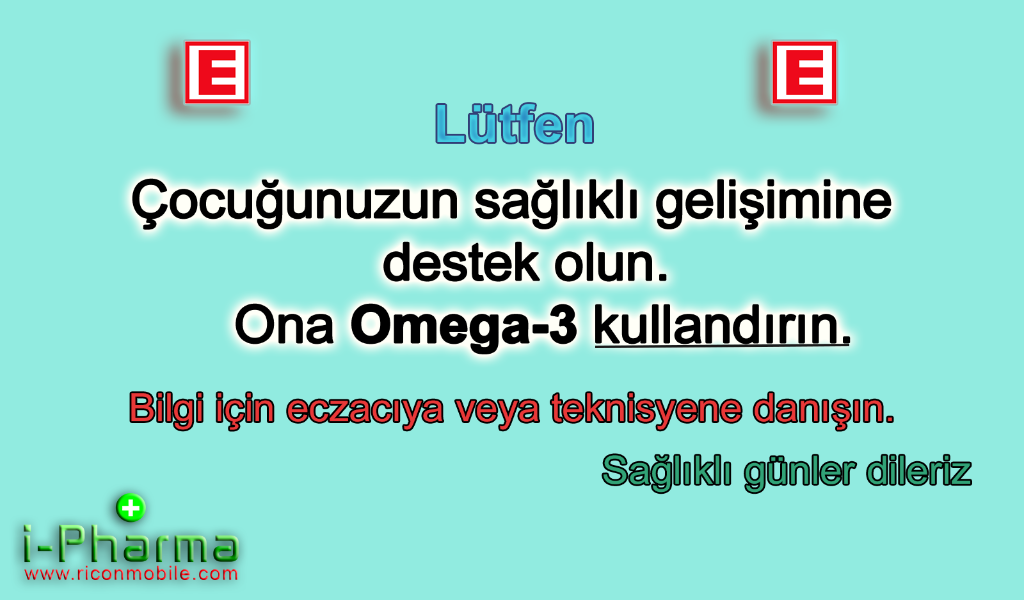 E E
Lütfen
Çocuğunuzun sağlıklı gelişimine
destek olun.
Ona Omega-3 kullandırın.
Bilgi için eczacıya veya teknisyene danışın.
Sağlıklı günler dileriz
i-Pharma
www.riconmobile.com